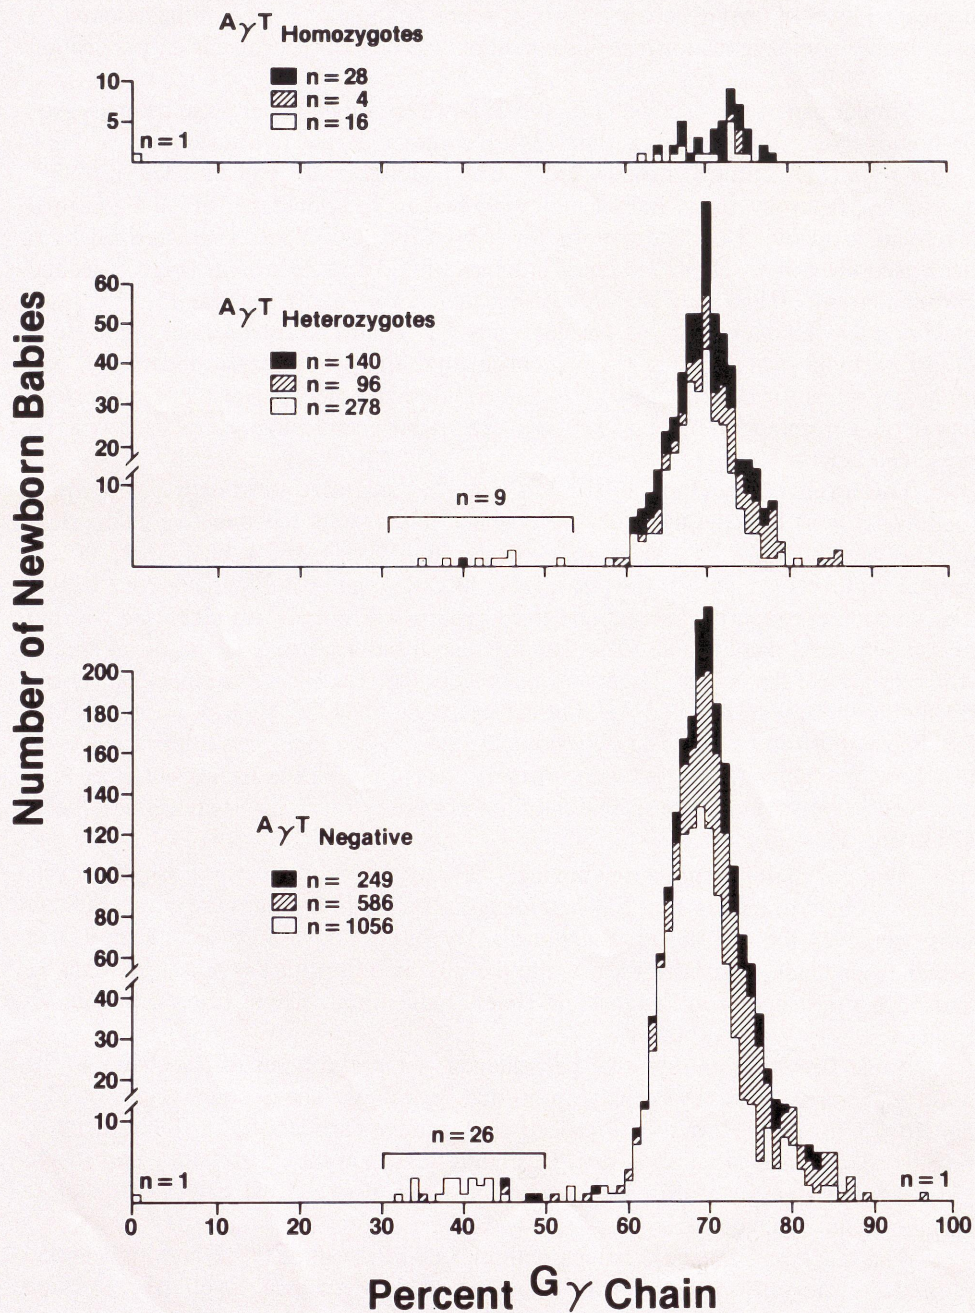 AγT Homozygotes
n = 28
n = 4
n = 16
10
5
n = 1
Number of Newborn Babies
AγT Heterozygotes
n = 140
n = 96
n = 278
60
50
40
30
20
10
n = 9
AγT Negative
n = 249
n = 586
n = 1056
200
180
160
140
120
100
80
60
40
30
20
10
n = 1
n = 26
n = 1
0 10 20 30 40 50 60 70 80 90 100
Percent Gγ Chain